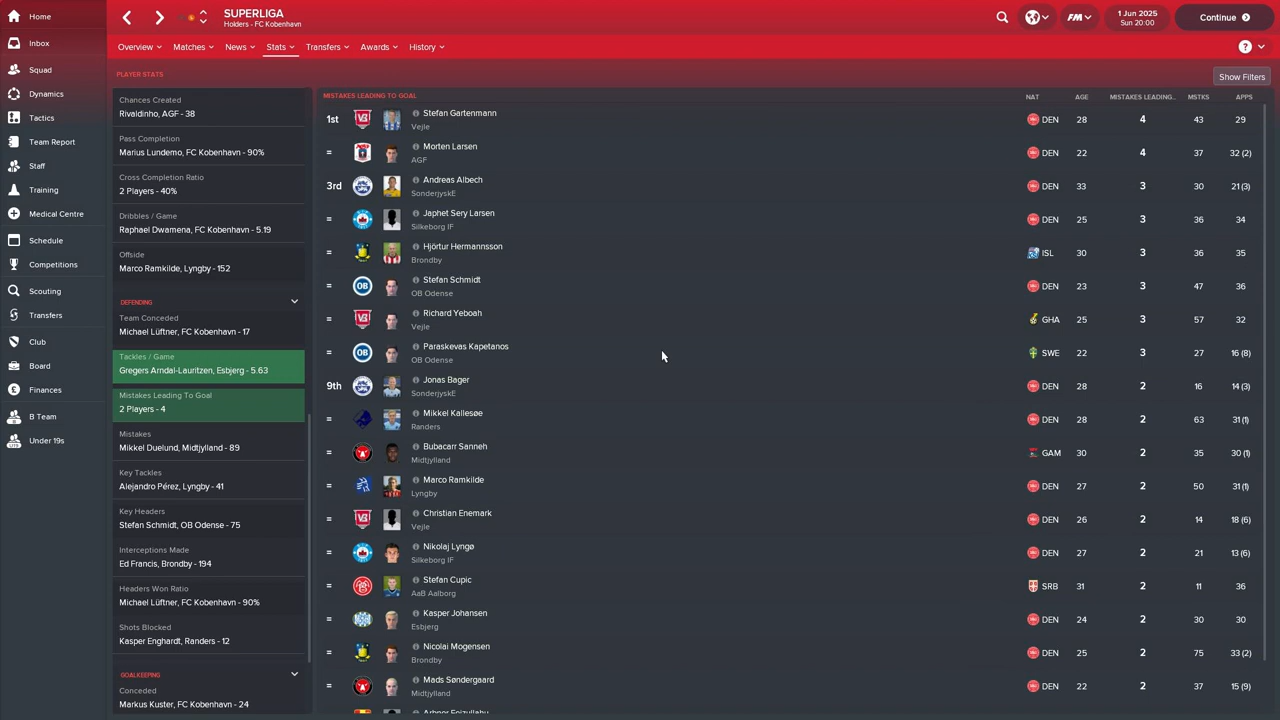 Home
Inbox
Squad
Dynamics
Tactics
Team Report
Staff
Training
Medical Centre
Schedule
Competitions
Scouting
Transfers
Club
Board
Finances
B Team
Under 19s
SUPERLIGA
Holders - FC Kobenhavn
FM
1 Jun 2025
Sun 20:00
Continue
Overview
Matches
News
Stats
Transfers
Awards
History
?
PLAYER STATS
Show Filters
Chances Created
Rivaldinho, AGF - 38
Pass Completion
Marius Lundemo, FC Kobenhavn - 90%
Cross Completion Ratio
2 Players - 40%
Dribbles / Game
Raphael Dwamena, FC Kobenhavn - 5.19
Offside
Marco Ramkilde, Lyngby - 152
DEFENDING
Team Conceded
Michael Lüftner, FC Kobenhavn - 17
Tackles / Game
Gregers Arndal-Lauritzen, Esbjerg - 5.63
Mistakes Leading To Goal
2 Players - 4
Mistakes
Mikkel Duelund, Midtjylland - 89
Key Tackles
Alejandro Pérez, Lyngby - 41
Key Headers
Stefan Schmidt, OB Odense - 75
Interceptions Made
Ed Francis, Brondby - 194
Headers Won Ratio
Michael Lüftner, FC Kobenhavn - 90%
Shots Blocked
Kasper Enghardt, Randers - 12
GOALKEEPING
Conceded
Markus Kuster, FC Kobenhavn - 24
MISTAKES LEADING TO GOAL NAT AGE MISTAKES LEADING... MSTKS APPS
1st Stefan Gartenmann DEN 28 4 43 29
Vejle
= Morten Larsen DEN 22 4 37 32 (2)
AGF
3rd Andreas Albech DEN 33 3 30 21 (3)
SonderjyskE
= Japhet Sery Larsen DEN 25 3 36 34
Silkeborg IF
= Hjörtur Hermannsson ISL 30 3 36 35
Brondby
= OB Stefan Schmidt DEN 23 3 47 36
OB Odense
= Richard Yeboah GHA 25 3 57 32
Vejle
= OB Paraskevas Kapetanos SWE 22 3 27 16 (8)
OB Odense
9th Jonas Bager DEN 28 2 16 14 (3)
SonderjyskE
= Mikkel Kallesøe DEN 28 2 63 31 (1)
Randers
= Bubacarr Sanneh GAM 30 2 35 30 (1)
Midtjylland
= Marco Ramkilde DEN 27 2 50 31 (1)
Lyngby
= Christian Enemark DEN 26 2 14 18 (6)
Vejle
= Nikolaj Lyngø DEN 27 2 21 13 (6)
Silkeborg IF
= Stefan Cupic SRB 31 2 11 36
AaB Aalborg
= Kasper Johansen DEN 24 2 30 30
Esbjerg
= Nicolai Mogensen DEN 25 2 75 33 (2)
Brondby
= Mads Søndergaard DEN 22 2 37 15 (9)
Midtjylland